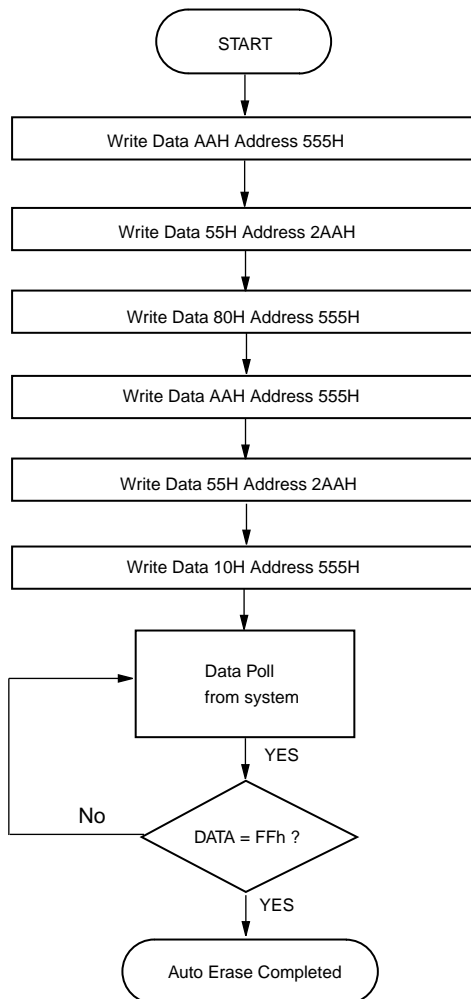 START
Write Data AAH Address 555H
Write Data 55H Address 2AAH
Write Data 80H Address 555H
Write Data AAH Address 555H
Write Data 55H Address 2AAH
Write Data 10H Address 555H
Data Poll
from system
YES
No
DATA = FFh ?
YES
Auto Erase Completed